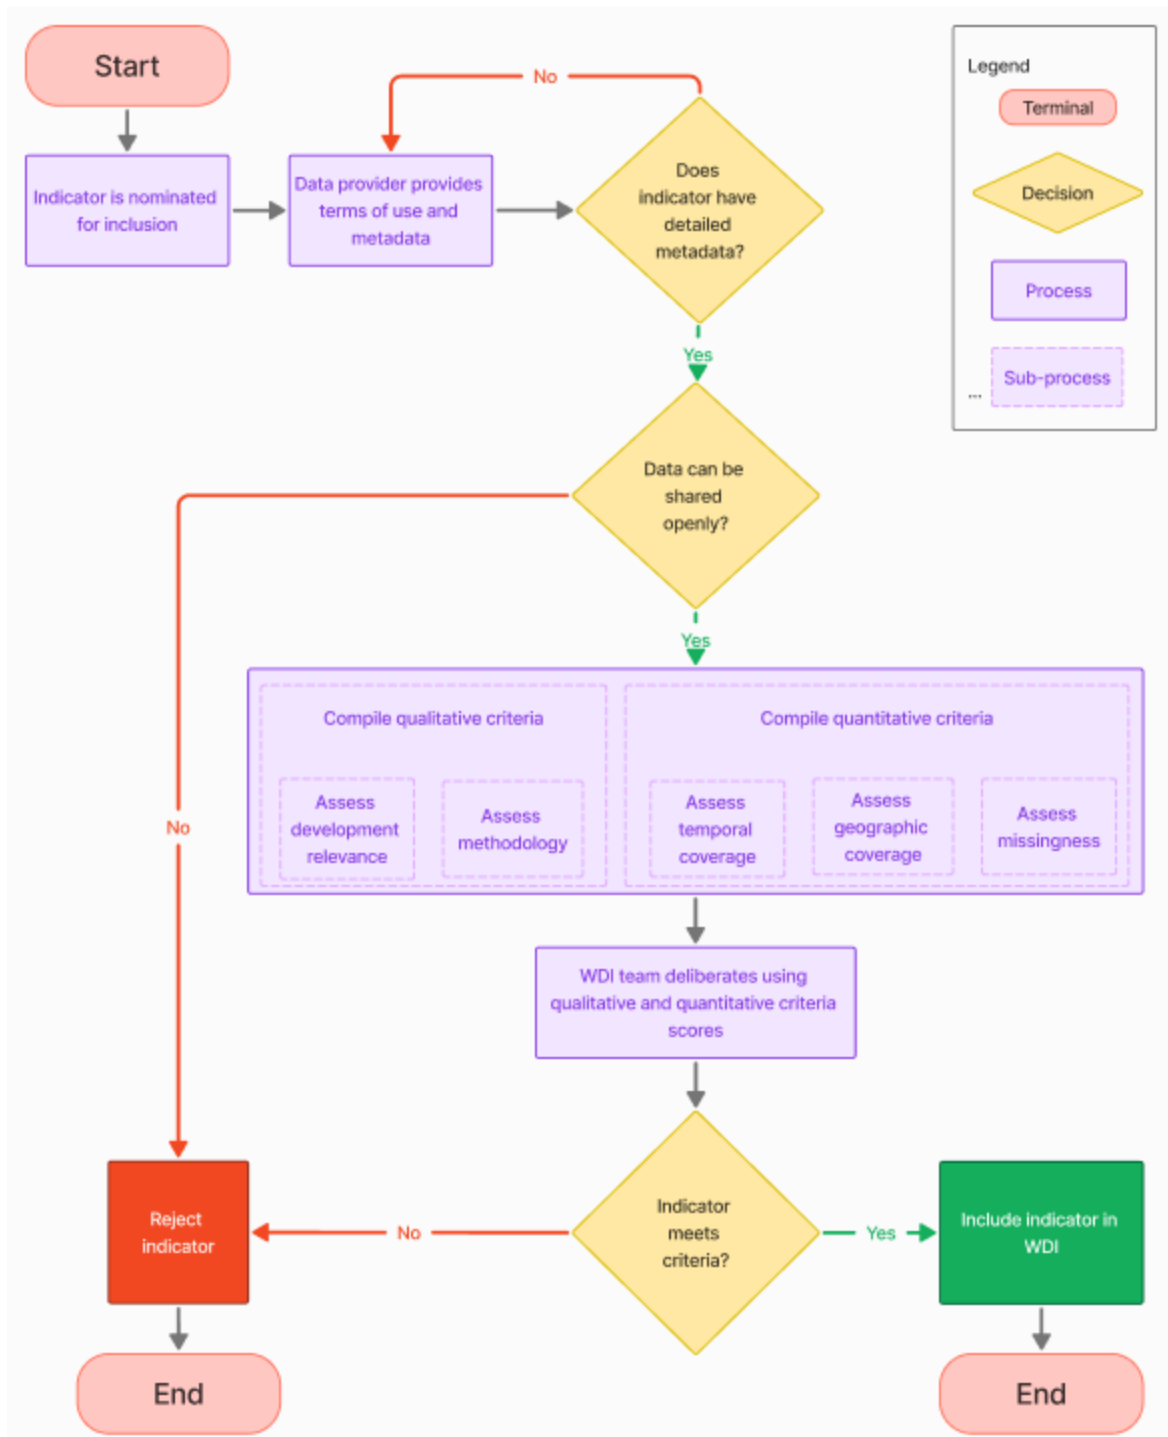 Start
No
Legend
Terminal
Decision
Process
Sub-process
...
Indicator is nominated
for inclusion
Data provider provides
terms of use and
metadata
Does
indicator have
detailed
metadata?
Yes
Data can be
shared
openly?
No
Yes
Compile qualitative criteria
Assess
development
relevance
Assess
methodology
Compile quantitative criteria
Assess
temporal
coverage
Assess
geographic
coverage
Assess
missingness
WDI team deliberates using
qualitative and quantitative criteria
scores
Indicator
meets
criteria?
No
Reject
indicator
End
Yes
Include indicator in
WDI
End